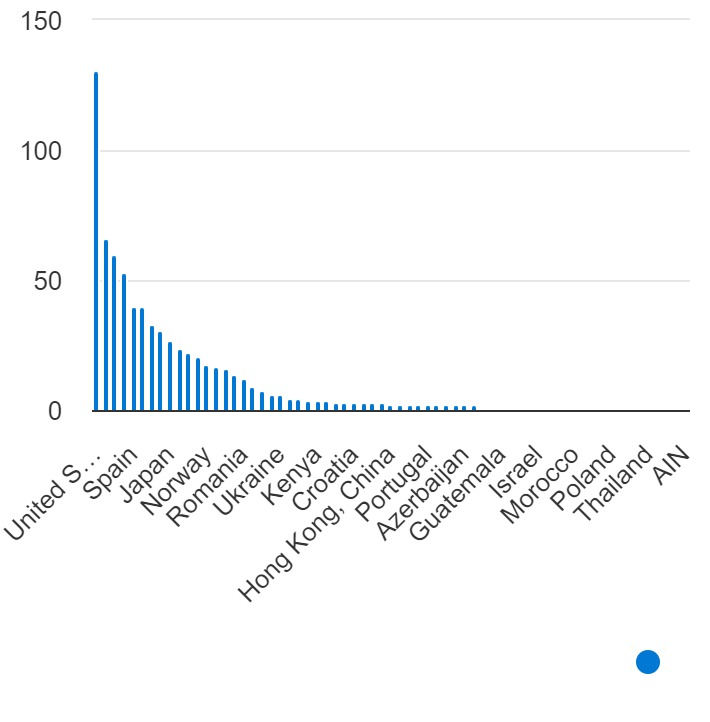 150
100
50
0
United S...
Spain
Japan
Norway
Romania
Ukraine
Kenya
Croatia
Hong Kong, China
Portugal
Azerbaijan
Guatemala
Israel
Morocco
Poland
Thailand
AIN